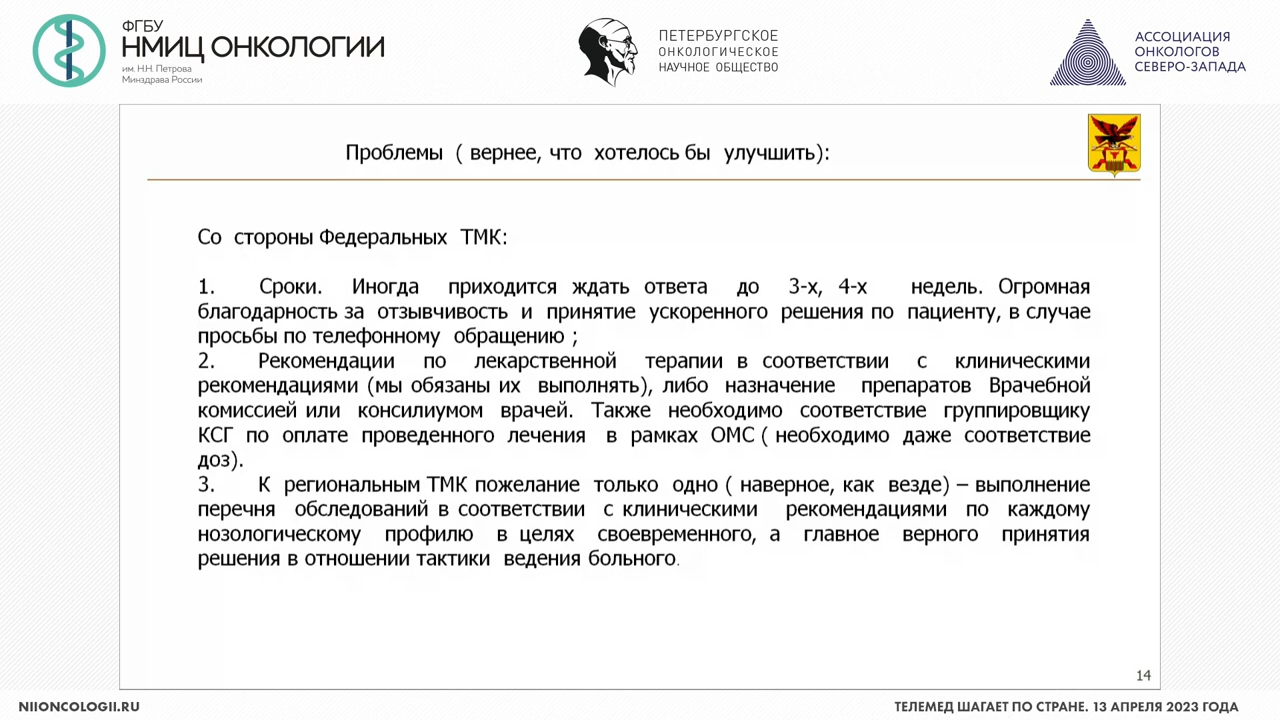 ФГБУ
НМИЦ ОНКОЛОГИИ
им. Н.Н. Петрова
Минздрава России
ПЕТЕРБУРГСКОЕ
ОНКОЛОГИЧЕСКОЕ
НАУЧНОЕ ОБЩЕСТВО
АССОЦИАЦИЯ
ОНКОЛОГОВ
СЕВЕРО-ЗАПАДА
Проблемы ( вернее, что хотелось бы улучшить):
Со стороны Федеральных ТМК:
1. Сроки. Иногда приходится ждать ответа до 3-х, 4-х недель. Огромная
благодарность за отзывчивость и принятие ускоренного решения по пациенту, в случае
просьбы по телефонному обращению ;
2. Рекомендации по лекарственной терапии в соответствии с клиническими
рекомендациями (мы обязаны их выполнять), либо назначение препаратов Врачебной
комиссией или консилиумом врачей. Также необходимо соответствие группировщику
КСГ по оплате проведенного лечения в рамках ОМС ( необходимо даже соответствие
доз).
3. К региональным ТМК пожелание только одно ( наверное, как везде) – выполнение
перечня обследований в соответствии с клиническими рекомендациями по каждому
нозологическому профилю в целях своевременного, а главное верного принятия
решения в отношении тактики ведения больного.
14
NIIONCOLOGII.RU
ТЕЛЕМЕД ШАГАЕТ ПО СТРАНЕ. 13 АПРЕЛЯ 2023 ГОДА